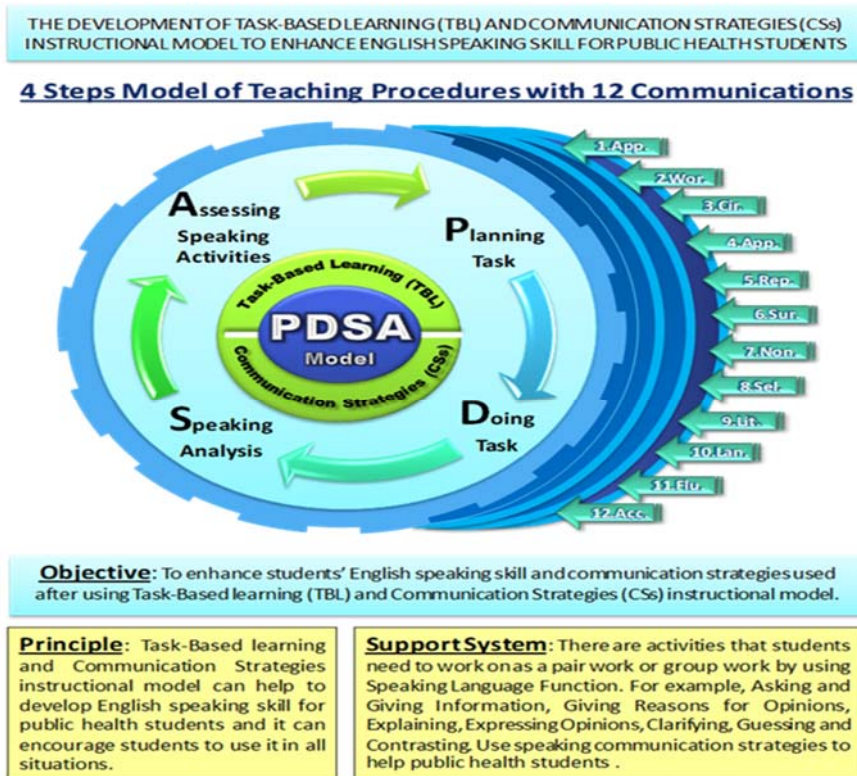 THE DEVELOPMENT OF TASK-BASED LEARNING (TBL) AND COMMUNICATION STRATEGIES (CSs)
INSTRUCTIONAL MODEL TO ENHANCE ENGLISH SPEAKING SKILL FOR PUBLIC HEALTH STUDENTS
4 Steps Model of Teaching Procedures with 12 Communications
Assessing
Speaking
Activities
Planning
Task
Task-Based Learning (TBL)
PDSA
Model
Communication Strategies (CSs)
Speaking
Analysis
Doing
Task
1.App.
2.Wor.
3.Cir.
4.App.
5.Rep.
6.Sur.
7.Non.
8.Sel.
9.Lit.
10.Lan.
11.Flu.
12.Acc.
Objective: To enhance students' English speaking skill and communication strategies used
after using Task-Based learning (TBL) and Communication Strategies (CSs) instructional model.
Principle: Task-Based learning
and Communication Strategies
instructional model can help to
develop English speaking skill for
public health students and it can
encourage students to use it in all
situations.
Support System: There are activities that students
need to work on as a pair work or group work by using
Speaking Language Function. For example, Asking and
Giving Information, Giving Reasons for Opinions,
Explaining, Expressing Opinions, Clarifying, Guessing and
Contrasting. Use speaking communication strategies to
help public health students .